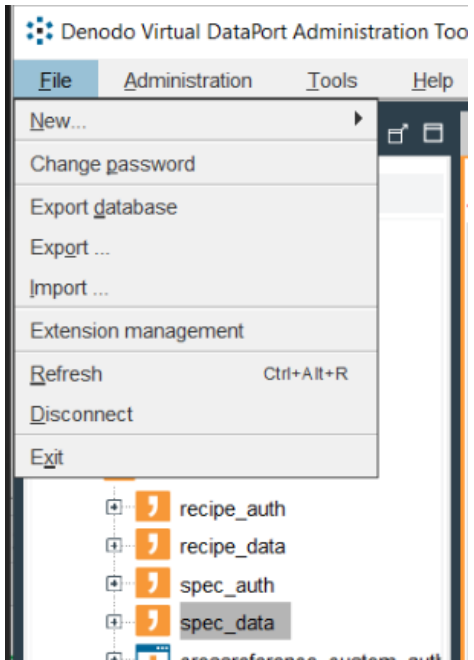 Denodo Virtual DataPort Administration Too
File Administration Tools Help
New...
Change password
Export database
Export ...
Import ...
Extension management
Refresh Ctrl+Alt+R
Disconnect
Exit
recipe_auth
recipe_data
spec_auth
spec_data